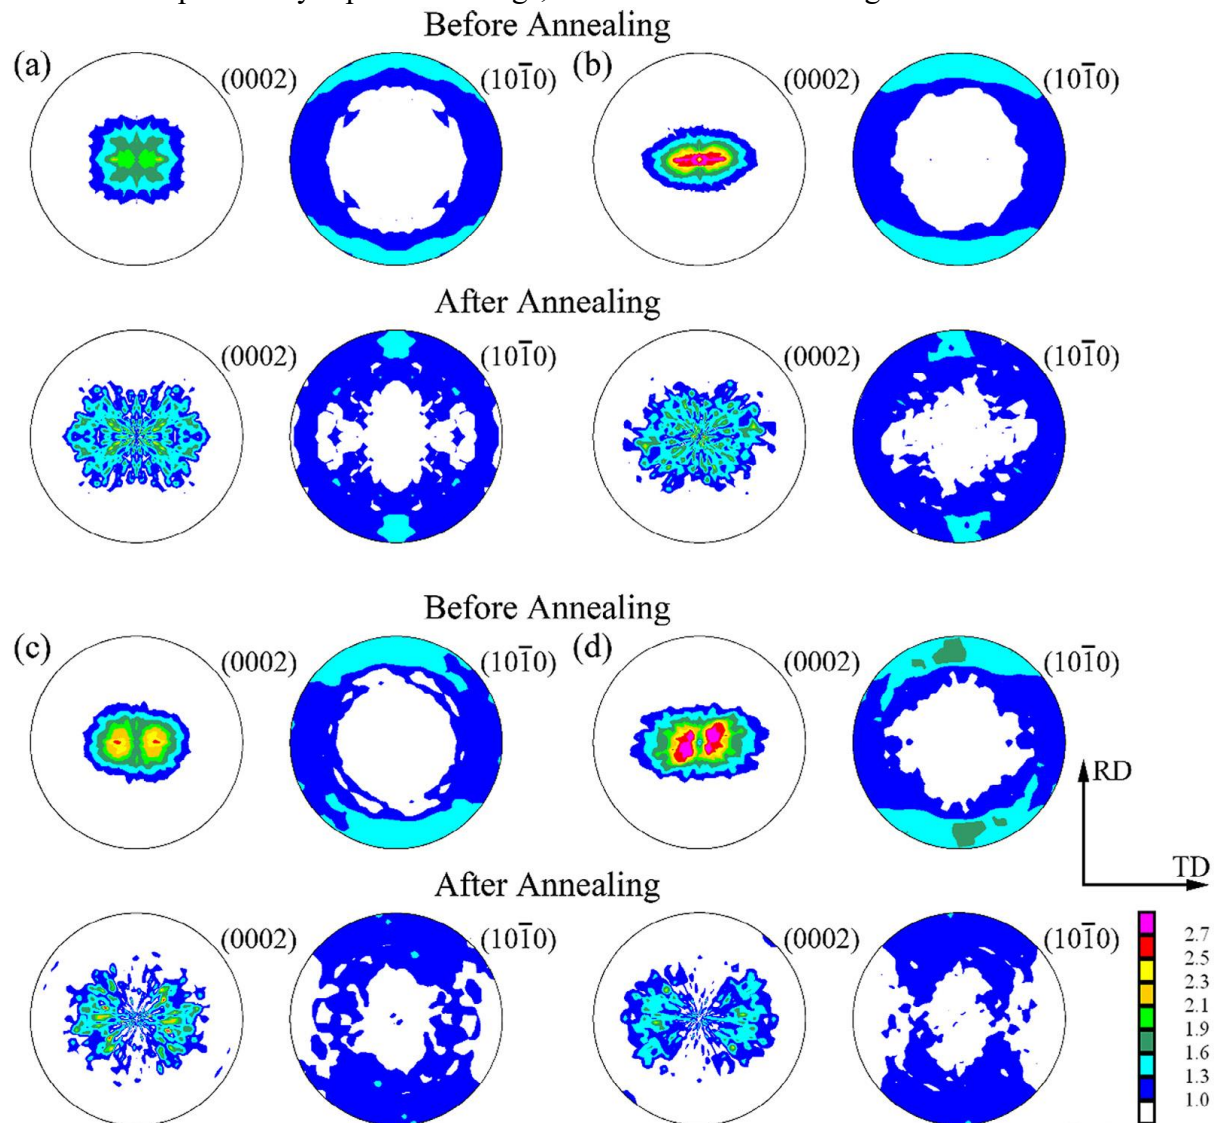 Before Annealing
(a) (0002) (101̅0) (b) (0002) (101̅0)
After Annealing
(0002) (101̅0) (0002) (101̅0)
Before Annealing
(c) (0002) (101̅0) (d) (0002) (101̅0)
RD
TD
After Annealing
(0002) (101̅0) (0002) (101̅0)
2.7
2.5
2.3
2.1
1.9
1.6
1.3
1.0